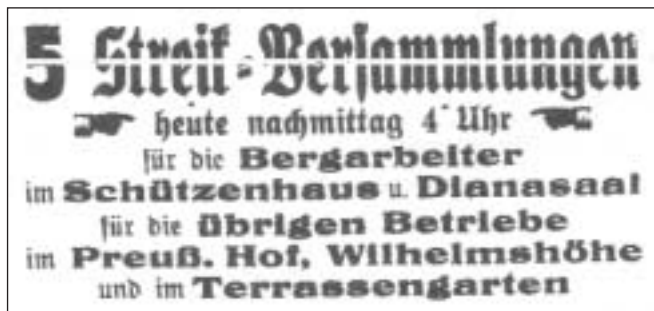 5 Streik-Versammlungen
heute nachmittag 4 Uhr
für die Bergarbeiter
im Schützenhaus u. Dianasaal
für die übrigen Betriebe
im Preuß. Hof, Wilhelmshöhe
und im Terrassengarten